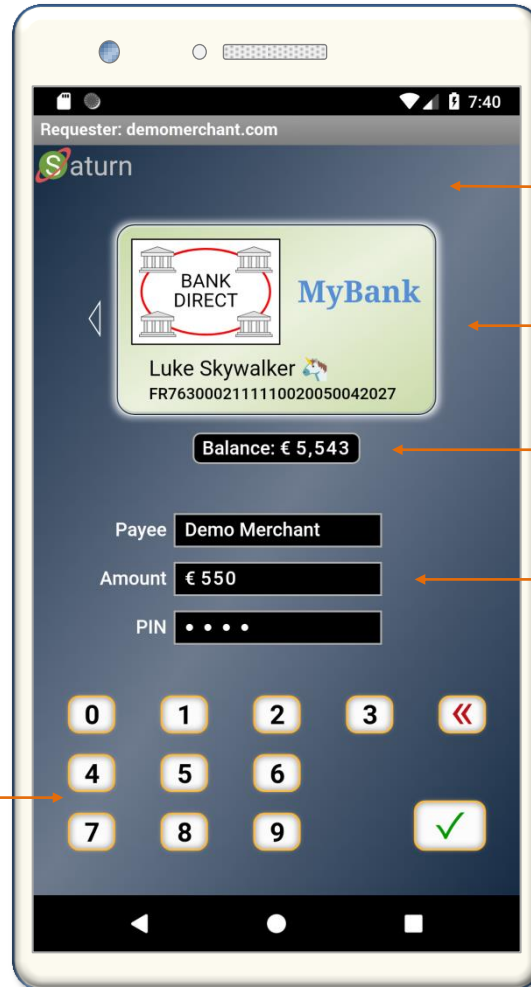 7:40
Requester: demomerchant.com
Saturn
BANK
DIRECT
MyBank
Luke Skywalker 🦄
FR7630002111110020050042027
Balance: € 5,543
Payee Demo Merchant
Amount € 550
PIN • • • •
0 1 2 3 «
4 5 6
7 8 9 ✓